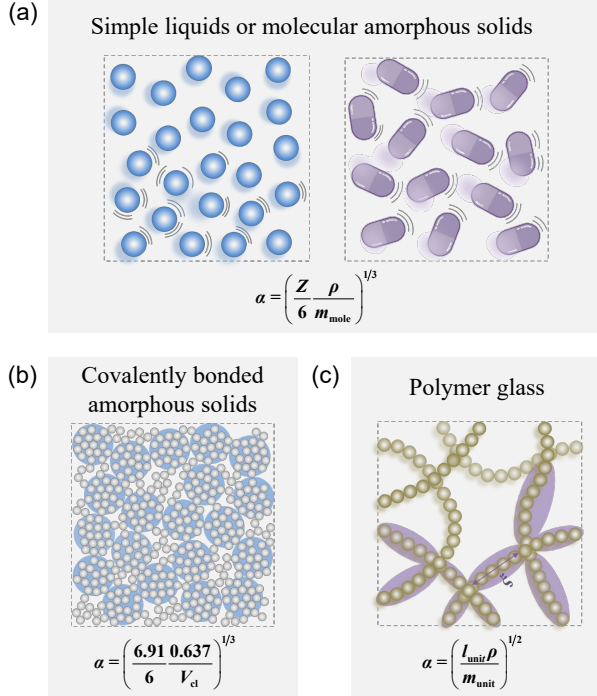 (a)
Simple liquids or molecular amorphous solids
α = (Z/6 ρ/m_mole)^1/3
(b)
Covalently bonded
amorphous solids
α = (6.91/6 0.637/V_cl)^1/3
(c)
Polymer glass
ξ
α = (l_unit ρ/m_unit)^1/2